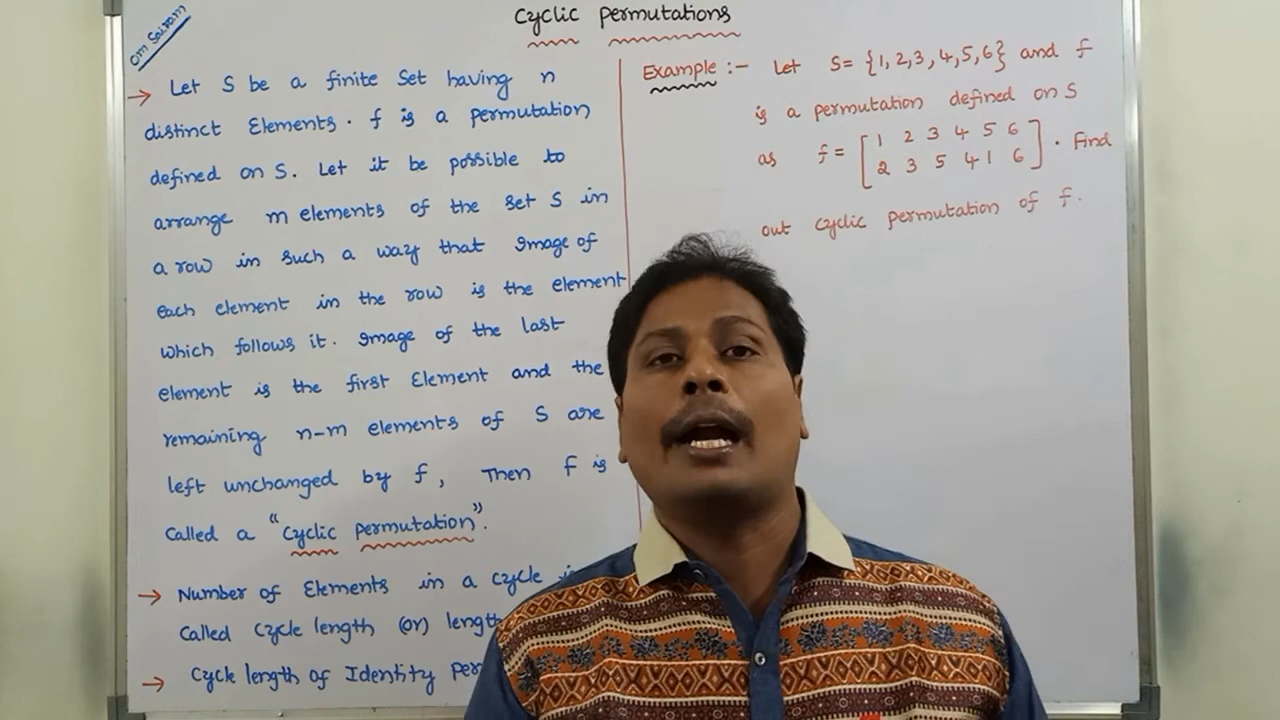 Om Sairam
Cyclic Permutations
→ Let S be a finite Set having n
distinct Elements. f is a permutation
defined on S. Let it be possible to
arrange m elements of the set S in
a row in such a way that Image of
each element in the row is the element
which follows it. Image of the last
element is the first Element and the
remaining n-m elements of S are
left unchanged by f, Then f is
Called a "Cyclic permutation".
→ Number of Elements in a cycle
Called Cycle length (or) length
→ Cycle length of Identity
Example :- Let S= {1,2,3,4,5,6} and f
is a permutation defined on S
as f= [1 2 3 4 5 6
2 3 5 4 1 6] . Find
out cyclic permutation of f.